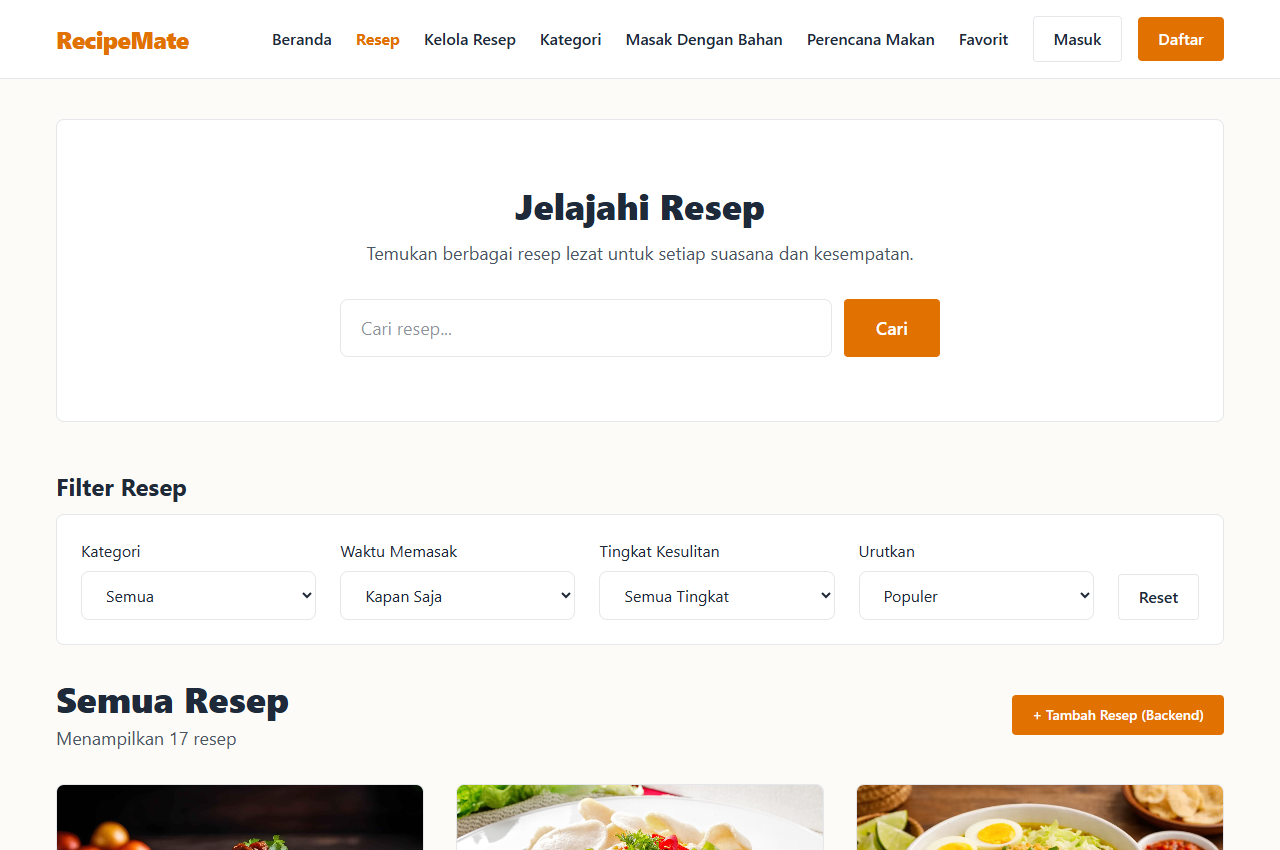 RecipeMate
Beranda Resep Kelola Resep Kategori Masak Dengan Bahan Perencana Makan Favorit Masuk Daftar
Jelajahi Resep
Temukan berbagai resep lezat untuk setiap suasana dan kesempatan.
Cari resep... Cari
Filter Resep
Kategori Waktu Memasak Tingkat Kesulitan Urutkan
Semua Kapan Saja Semua Tingkat Populer Reset
Semua Resep
Menampilkan 17 resep
+ Tambah Resep (Backend)